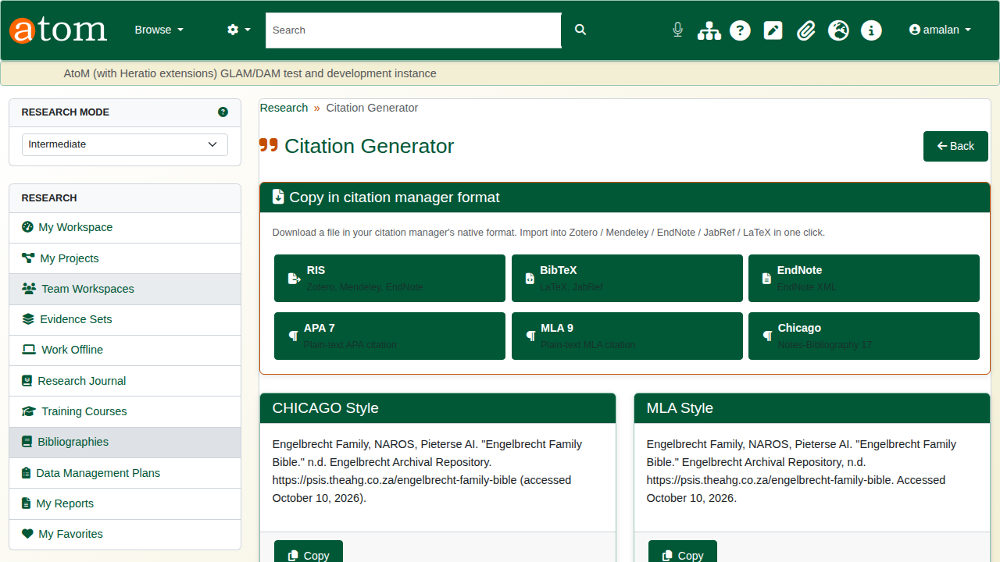 atom
Browse
Search
amalan
AtoM (with Heratio extensions) GLAM/DAM test and development instance
RESEARCH MODE
Intermediate
RESEARCH
My Workspace
My Projects
Team Workspaces
Evidence Sets
Work Offline
Research Journal
Training Courses
Bibliographies
Data Management Plans
My Reports
My Favorites
Research » Citation Generator
Citation Generator
Back
Copy in citation manager format
Download a file in your citation manager's native format. Import into Zotero / Mendeley / EndNote / JabRef / LaTeX in one click.
RIS
Zotero, Mendeley, EndNote
BibTeX
LaTeX, JabRef
EndNote
EndNote XML
APA 7
Plain-text APA citation
MLA 9
Plain-text MLA citation
Chicago
Notes-Bibliography 17
CHICAGO Style
Engelbrecht Family, NAROS, Pieterse AI. "Engelbrecht Family
Bible." n.d. Engelbrecht Archival Repository.
https://psis.theahg.co.za/engelbrecht-family-bible (accessed
October 10, 2026).
Copy
MLA Style
Engelbrecht Family, NAROS, Pieterse AI. "Engelbrecht Family
Bible." Engelbrecht Archival Repository, n.d.
https://psis.theahg.co.za/engelbrecht-family-bible. Accessed
October 10, 2026.
Copy